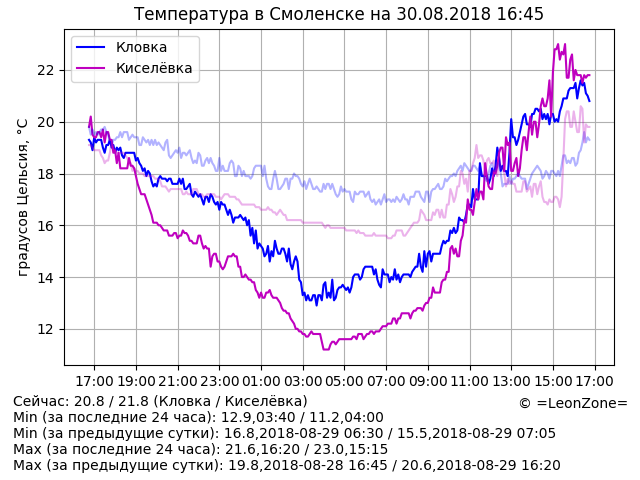 Температура в Смоленске на 30.08.2018 16:45
Кловка
Киселёвка
градусов Цельсия, °C
22
20
18
16
14
12
17:00 19:00 21:00 23:00 01:00 03:00 05:00 07:00 09:00 11:00 13:00 15:00 17:00
Сейчас: 20.8 / 21.8 (Кловка / Киселёвка)
© =LeonZone=
Min (за последние 24 часа): 12.9,03:40 / 11.2,04:00
Min (за предыдущие сутки): 16.8,2018-08-29 06:30 / 15.5,2018-08-29 07:05
Max (за последние 24 часа): 21.6,16:20 / 23.0,15:15
Max (за предыдущие сутки): 19.8,2018-08-28 16:45 / 20.6,2018-08-29 16:20